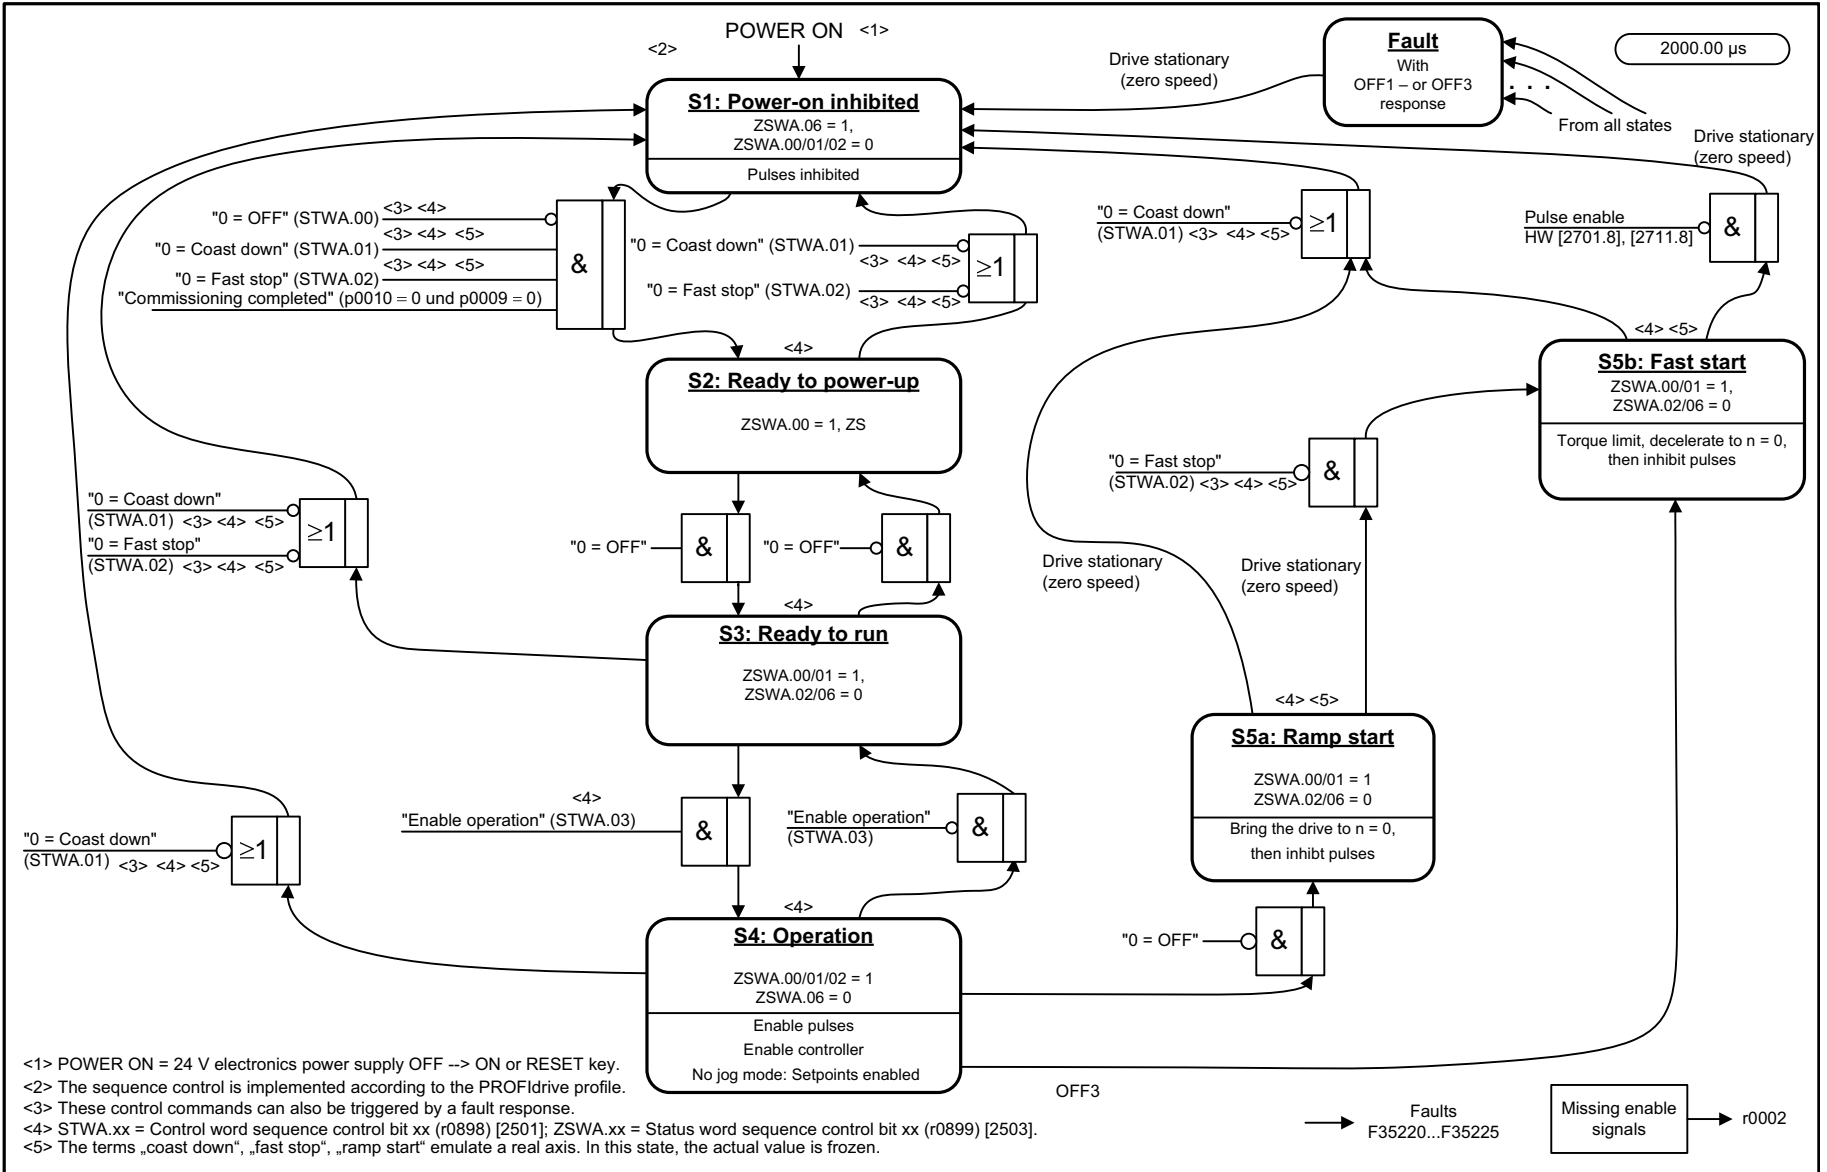 POWER ON <1>
<2>
S1: Power-on inhibited
ZSWA.06 = 1,
ZSWA.00/01/02 = 0
Pulses inhibited
Drive stationary
(zero speed)
Fault
With
OFF1 – or OFF3
response
. . .
From all states
2000.00 µs
Drive stationary
(zero speed)
"0 = OFF" (STWA.00) <3> <4>
"0 = Coast down" (STWA.01) <3> <4> <5>
"0 = Fast stop" (STWA.02) <3> <4> <5>
"Commissioning completed" (p0010 = 0 und p0009 = 0)
&
"0 = Coast down" (STWA.01)
<3> <4> <5>
"0 = Fast stop" (STWA.02)
<3> <4> <5>
≥1
"0 = Coast down"
(STWA.01) <3> <4> <5>
≥1
Pulse enable
HW [2701.8], [2711.8]
&
<4>
S2: Ready to power-up
ZSWA.00 = 1, ZS
<4> <5>
S5b: Fast start
ZSWA.00/01 = 1,
ZSWA.02/06 = 0
Torque limit, decelerate to n = 0,
then inhibit pulses
"0 = Fast stop"
(STWA.02) <3> <4> <5>
&
"0 = Coast down"
(STWA.01) <3> <4> <5>
"0 = Fast stop"
(STWA.02) <3> <4> <5>
≥1
"0 = OFF"
&
"0 = OFF"
&
Drive stationary
(zero speed)
Drive stationary
(zero speed)
<4>
S3: Ready to run
ZSWA.00/01 = 1,
ZSWA.02/06 = 0
<4> <5>
S5a: Ramp start
ZSWA.00/01 = 1
ZSWA.02/06 = 0
Bring the drive to n = 0,
then inhibt pulses
"0 = Coast down"
(STWA.01) <3> <4> <5>
≥1
<4>
"Enable operation" (STWA.03)
&
"Enable operation"
(STWA.03)
&
"0 = OFF"
&
<4>
S4: Operation
ZSWA.00/01/02 = 1
ZSWA.06 = 0
Enable pulses
Enable controller
No jog mode: Setpoints enabled
OFF3
<1> POWER ON = 24 V electronics power supply OFF --> ON or RESET key.
<2> The sequence control is implemented according to the PROFIdrive profile.
<3> These control commands can also be triggered by a fault response.
<4> STWA.xx = Control word sequence control bit xx (r0898) [2501]; ZSWA.xx = Status word sequence control bit xx (r0899) [2503].
<5> The terms „coast down“, „fast stop“, „ramp start“ emulate a real axis. In this state, the actual value is frozen.
Faults
F35220...F35225
Missing enable
signals
r0002